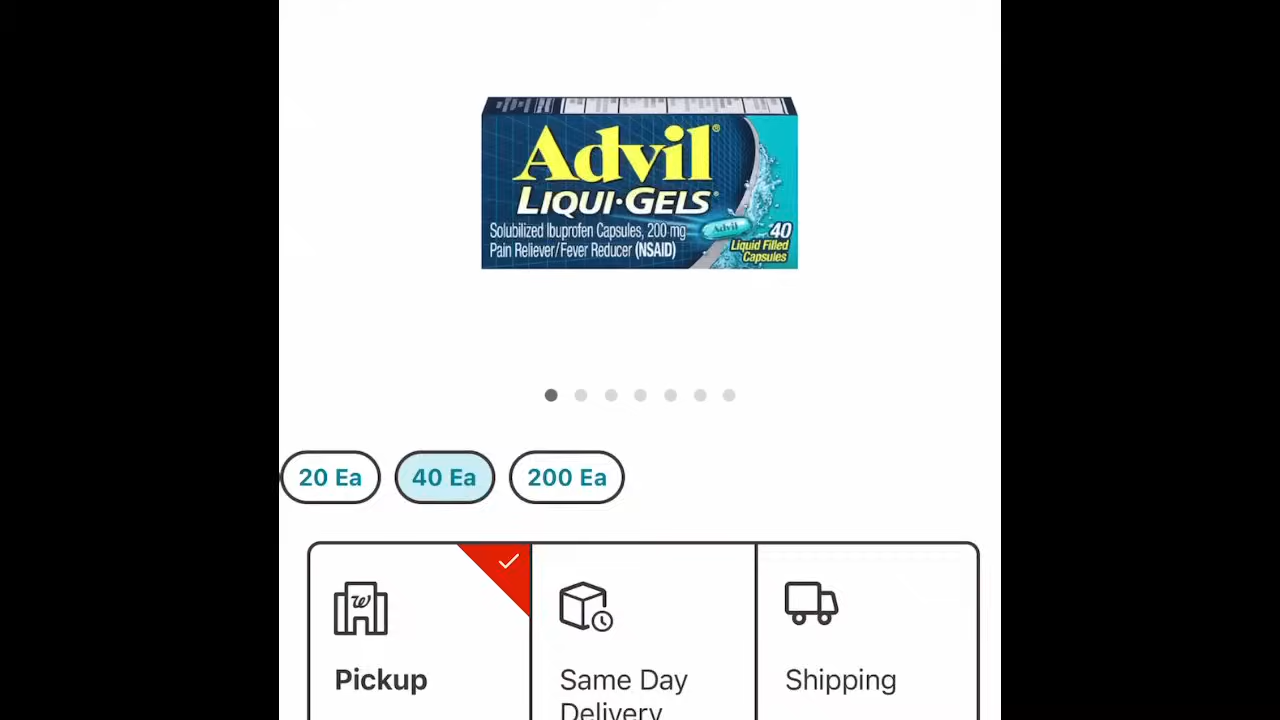 Advil®
LIQUI·GELS®
Solubilized Ibuprofen Capsules, 200 mg
Pain Reliever/Fever Reducer (NSAID)
Advil
40
Liquid Filled
Capsules
20 Ea
40 Ea
200 Ea
W
Pickup
Same Day
Delivery
Shipping